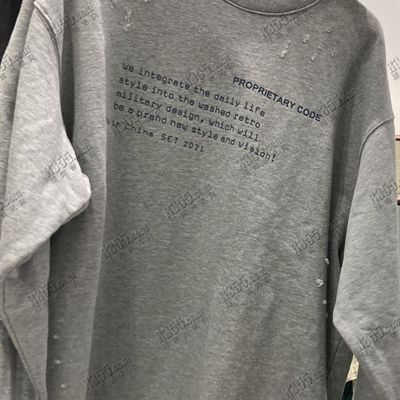 PROPRIETARY CODE
We integrate the daily life
style into the washed retro
military design, which will
be a brand new style and vision!
in China SET 2021